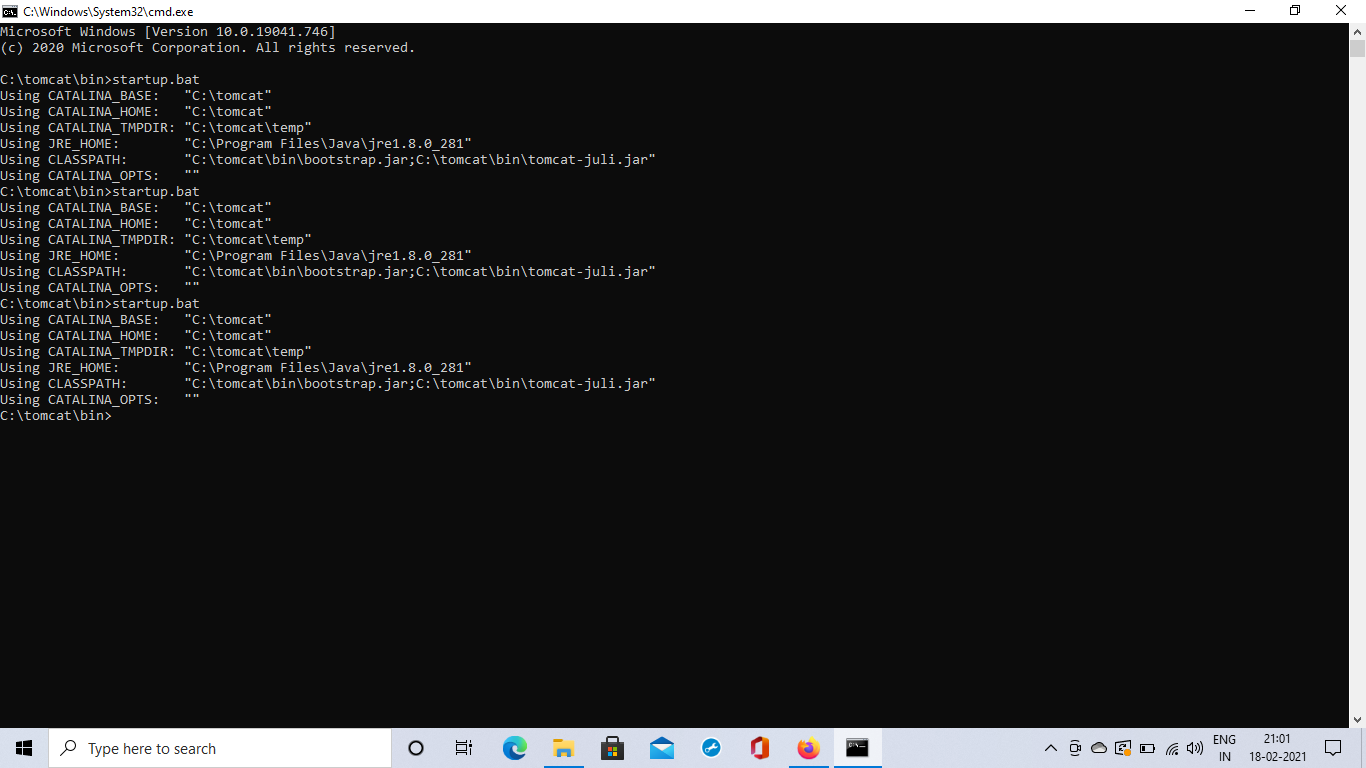 C:\Windows\System32\cmd.exe
Microsoft Windows [Version 10.0.19041.746]
(c) 2020 Microsoft Corporation. All rights reserved.
C:\tomcat\bin>startup.bat
Using CATALINA_BASE:   "C:\tomcat"
Using CATALINA_HOME:   "C:\tomcat"
Using CATALINA_TMPDIR: "C:\tomcat\temp"
Using JRE_HOME:        "C:\Program Files\Java\jre1.8.0_281"
Using CLASSPATH:       "C:\tomcat\bin\bootstrap.jar;C:\tomcat\bin\tomcat-juli.jar"
Using CATALINA_OPTS:   ""
C:\tomcat\bin>startup.bat
Using CATALINA_BASE:   "C:\tomcat"
Using CATALINA_HOME:   "C:\tomcat"
Using CATALINA_TMPDIR: "C:\tomcat\temp"
Using JRE_HOME:        "C:\Program Files\Java\jre1.8.0_281"
Using CLASSPATH:       "C:\tomcat\bin\bootstrap.jar;C:\tomcat\bin\tomcat-juli.jar"
Using CATALINA_OPTS:   ""
C:\tomcat\bin>startup.bat
Using CATALINA_BASE:   "C:\tomcat"
Using CATALINA_HOME:   "C:\tomcat"
Using CATALINA_TMPDIR: "C:\tomcat\temp"
Using JRE_HOME:        "C:\Program Files\Java\jre1.8.0_281"
Using CLASSPATH:       "C:\tomcat\bin\bootstrap.jar;C:\tomcat\bin\tomcat-juli.jar"
Using CATALINA_OPTS:   ""
C:\tomcat\bin>
Type here to search
ENG
IN
21:01
18-02-2021